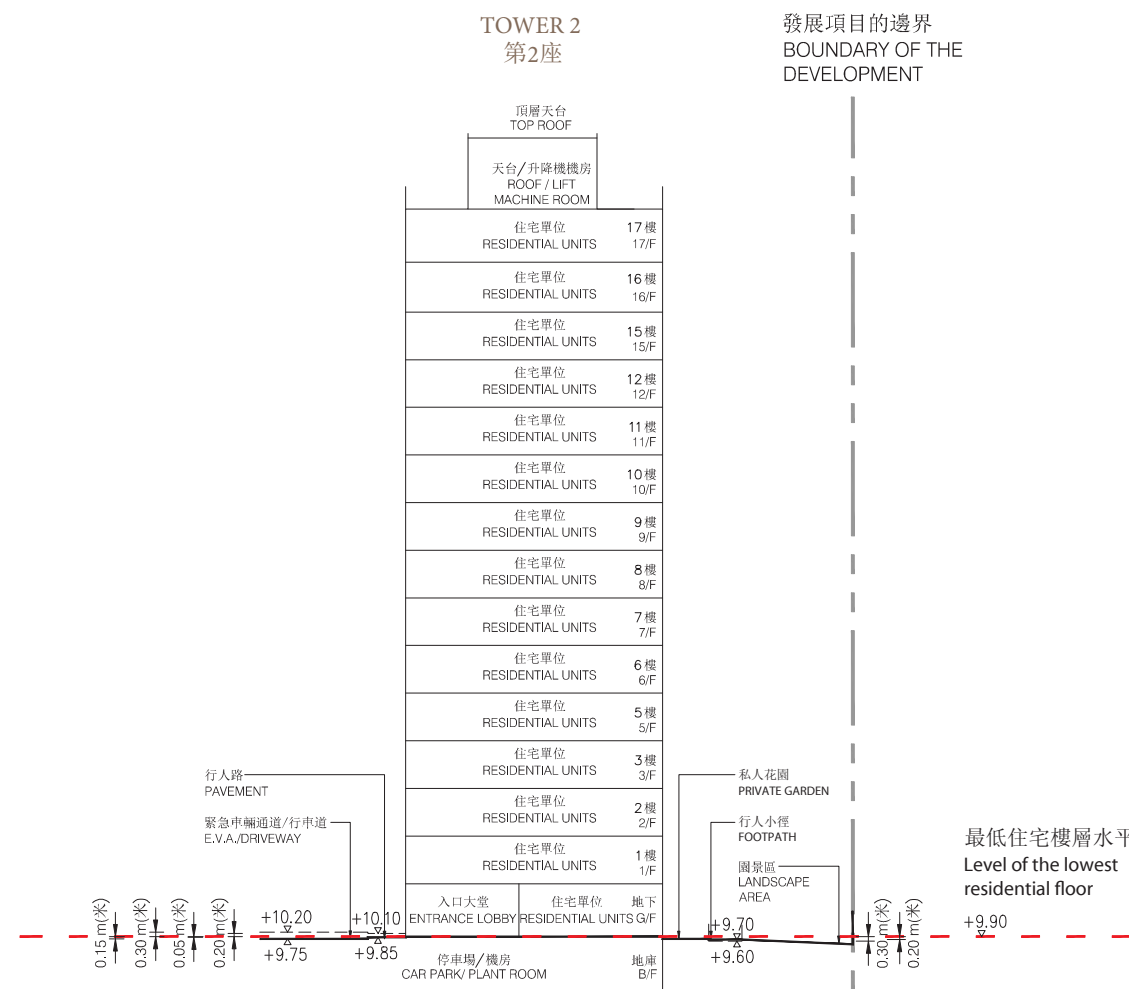 TOWER 2
第2座
發展項目的邊界
BOUNDARY OF THE
DEVELOPMENT
頂層天台
TOP ROOF
天台/升降機機房
ROOF / LIFT
MACHINE ROOM
住宅單位 17樓
RESIDENTIAL UNITS 17/F
住宅單位 16樓
RESIDENTIAL UNITS 16/F
住宅單位 15樓
RESIDENTIAL UNITS 15/F
住宅單位 12樓
RESIDENTIAL UNITS 12/F
住宅單位 11樓
RESIDENTIAL UNITS 11/F
住宅單位 10樓
RESIDENTIAL UNITS 10/F
住宅單位 9樓
RESIDENTIAL UNITS 9/F
住宅單位 8樓
RESIDENTIAL UNITS 8/F
住宅單位 7樓
RESIDENTIAL UNITS 7/F
住宅單位 6樓
RESIDENTIAL UNITS 6/F
住宅單位 5樓
RESIDENTIAL UNITS 5/F
住宅單位 3樓
RESIDENTIAL UNITS 3/F
住宅單位 2樓
RESIDENTIAL UNITS 2/F
住宅單位 1樓
RESIDENTIAL UNITS 1/F
入口大堂 住宅單位 地下
ENTRANCE LOBBY RESIDENTIAL UNITS G/F
停車場/機房 地庫
CAR PARK/ PLANT ROOM B/F
行人路
PAVEMENT
緊急車輛通道/行車道
E.V.A./DRIVEWAY
+10.20
+10.10
+9.75
+9.85
0.15 m(米)
0.30 m(米)
0.05 m(米)
0.20 m(米)
私人花園
PRIVATE GARDEN
行人小徑
FOOTPATH
園景區
LANDSCAPE
AREA
+9.70
+9.60
0.30 m(米)
0.20 m(米)
最低住宅樓層水平
Level of the lowest
residential floor
+9.90